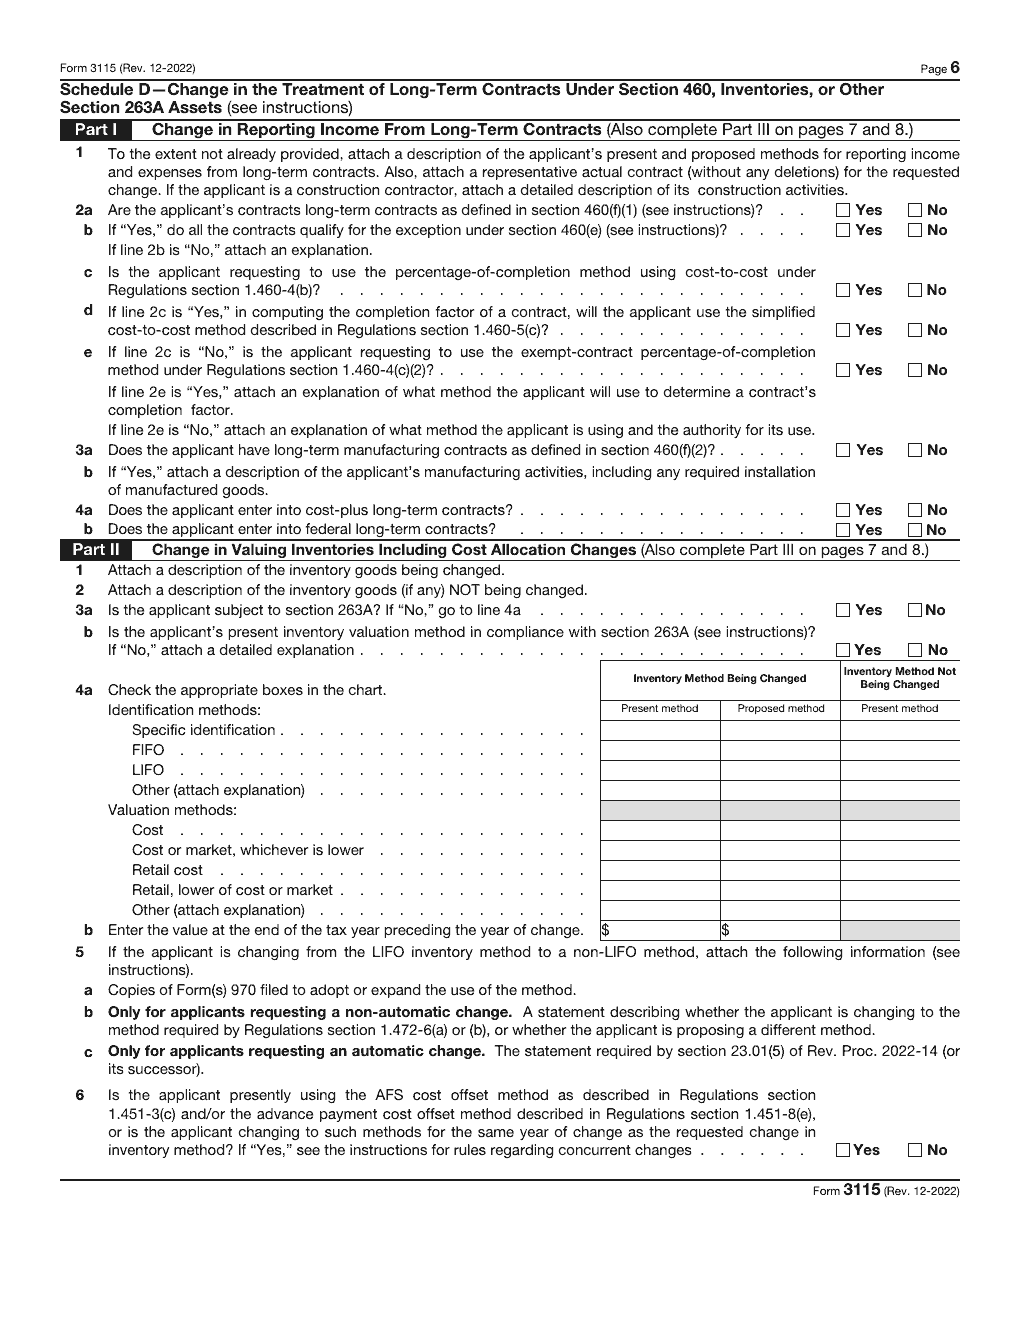 Form 3115 (Rev. 12-2022) Page 6
Schedule D—Change in the Treatment of Long-Term Contracts Under Section 460, Inventories, or Other
Section 263A Assets (see instructions)
Part I Change in Reporting Income From Long-Term Contracts (Also complete Part III on pages 7 and 8.)
1 To the extent not already provided, attach a description of the applicant's present and proposed methods for reporting income
and expenses from long-term contracts. Also, attach a representative actual contract (without any deletions) for the requested
change. If the applicant is a construction contractor, attach a detailed description of its construction activities.
2a Are the applicant's contracts long-term contracts as defined in section 460(f)(1) (see instructions)? . . Yes No
b If "Yes," do all the contracts qualify for the exception under section 460(e) (see instructions)? . . . . Yes No
If line 2b is "No," attach an explanation.
c Is the applicant requesting to use the percentage-of-completion method using cost-to-cost under
Regulations section 1.460-4(b)? . . . . . . . . . . . . . . . . . . . . . . . . Yes No
d If line 2c is "Yes," in computing the completion factor of a contract, will the applicant use the simplified
cost-to-cost method described in Regulations section 1.460-5(c)? . . . . . . . . . . . . . Yes No
e If line 2c is "No," is the applicant requesting to use the exempt-contract percentage-of-completion
method under Regulations section 1.460-4(c)(2)? . . . . . . . . . . . . . . . . . . . Yes No
If line 2e is "Yes," attach an explanation of what method the applicant will use to determine a contract's
completion factor.
If line 2e is "No," attach an explanation of what method the applicant is using and the authority for its use.
3a Does the applicant have long-term manufacturing contracts as defined in section 460(f)(2)? . . . . . Yes No
b If "Yes," attach a description of the applicant's manufacturing activities, including any required installation
of manufactured goods.
4a Does the applicant enter into cost-plus long-term contracts? . . . . . . . . . . . . . . . Yes No
b Does the applicant enter into federal long-term contracts? . . . . . . . . . . . . . . . Yes No
Part II Change in Valuing Inventories Including Cost Allocation Changes (Also complete Part III on pages 7 and 8.)
1 Attach a description of the inventory goods being changed.
2 Attach a description of the inventory goods (if any) NOT being changed.
3a Is the applicant subject to section 263A? If "No," go to line 4a . . . . . . . . . . . . . . Yes No
b Is the applicant's present inventory valuation method in compliance with section 263A (see instructions)?
If "No," attach a detailed explanation . . . . . . . . . . . . . . . . . . . . . . . Yes No
4a Check the appropriate boxes in the chart. Inventory Method Being Changed Inventory Method Not
Being Changed
Identification methods: Present method Proposed method Present method
Specific identification . . . . . . . . . . . . . . . .
FIFO . . . . . . . . . . . . . . . . . . . . .
LIFO . . . . . . . . . . . . . . . . . . . . .
Other (attach explanation) . . . . . . . . . . . . . .
Valuation methods:
Cost . . . . . . . . . . . . . . . . . . . . .
Cost or market, whichever is lower . . . . . . . . . . .
Retail cost . . . . . . . . . . . . . . . . . . .
Retail, lower of cost or market . . . . . . . . . . . . .
Other (attach explanation) . . . . . . . . . . . . . .
b Enter the value at the end of the tax year preceding the year of change. $ $
5 If the applicant is changing from the LIFO inventory method to a non-LIFO method, attach the following information (see
instructions).
a Copies of Form(s) 970 filed to adopt or expand the use of the method.
b Only for applicants requesting a non-automatic change. A statement describing whether the applicant is changing to the
method required by Regulations section 1.472-6(a) or (b), or whether the applicant is proposing a different method.
c Only for applicants requesting an automatic change. The statement required by section 23.01(5) of Rev. Proc. 2022-14 (or
its successor).
6 Is the applicant presently using the AFS cost offset method as described in Regulations section
1.451-3(c) and/or the advance payment cost offset method described in Regulations section 1.451-8(e),
or is the applicant changing to such methods for the same year of change as the requested change in
inventory method? If "Yes," see the instructions for rules regarding concurrent changes . . . . . . Yes No
Form 3115 (Rev. 12-2022)